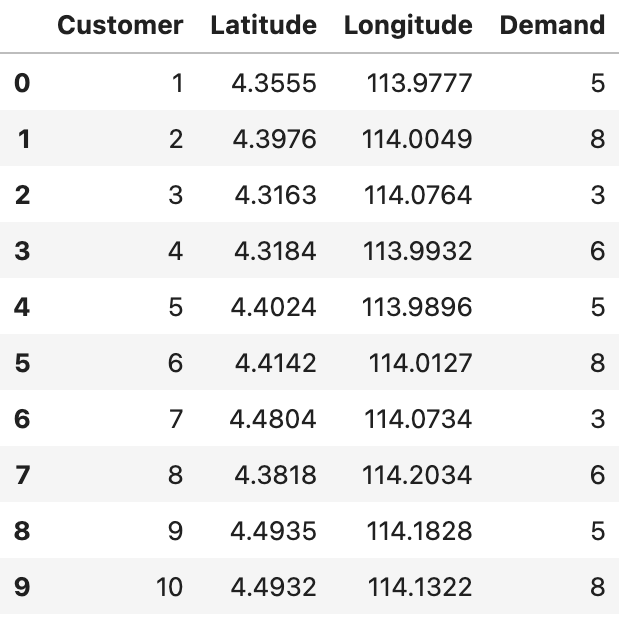 Customer Latitude Longitude Demand
0 1 4.3555 113.9777 5
1 2 4.3976 114.0049 8
2 3 4.3163 114.0764 3
3 4 4.3184 113.9932 6
4 5 4.4024 113.9896 5
5 6 4.4142 114.0127 8
6 7 4.4804 114.0734 3
7 8 4.3818 114.2034 6
8 9 4.4935 114.1828 5
9 10 4.4932 114.1322 8